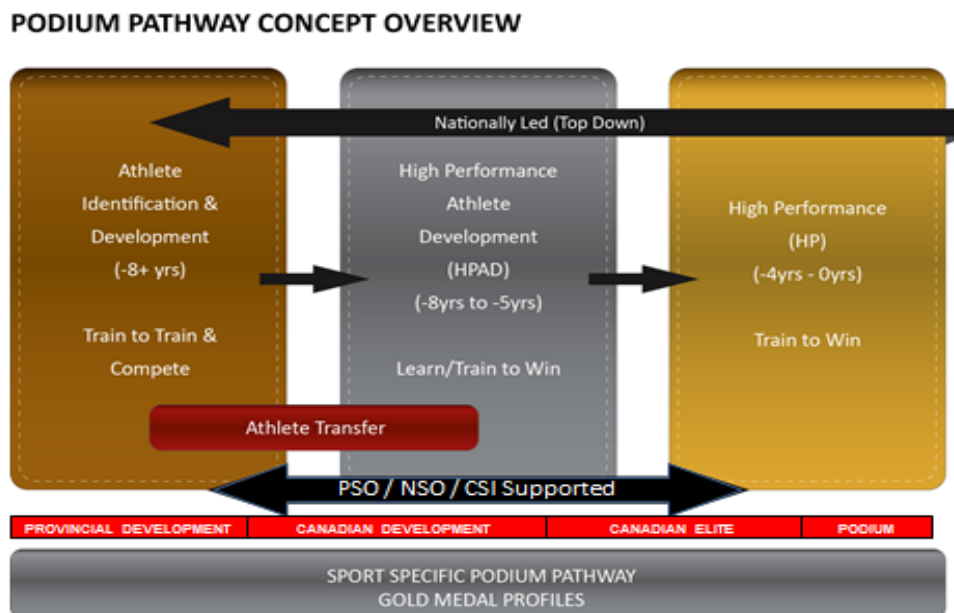 PODIUM PATHWAY CONCEPT OVERVIEW
Nationally Led (Top Down)
Athlete
Identification &
Development
(-8+ yrs)
Train to Train &
Compete
High Performance
Athlete
Development
(HPAD)
(-8yrs to -5yrs)
Learn/Train to Win
High Performance
(HP)
(-4yrs - 0yrs)
Train to Win
Athlete Transfer
PSO / NSO / CSI Supported
PROVINCIAL DEVELOPMENT
CANADIAN DEVELOPMENT
CANADIAN ELITE
PODIUM
SPORT SPECIFIC PODIUM PATHWAY
GOLD MEDAL PROFILES